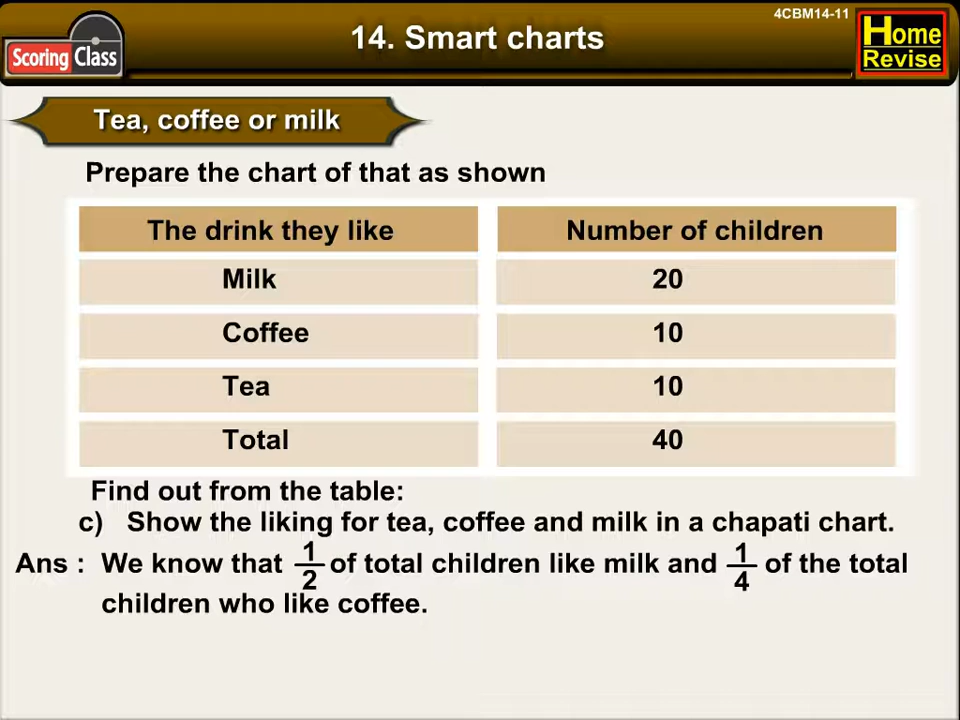 4CBM14-11
14. Smart charts
Scoring Class
Home
Revise
Tea, coffee or milk
Prepare the chart of that as shown
The drink they like Number of children
Milk 20
Coffee 10
Tea 10
Total 40
Find out from the table:
c) Show the liking for tea, coffee and milk in a chapati chart.
Ans : We know that 1/2 of total children like milk and 1/4 of the total
children who like coffee.